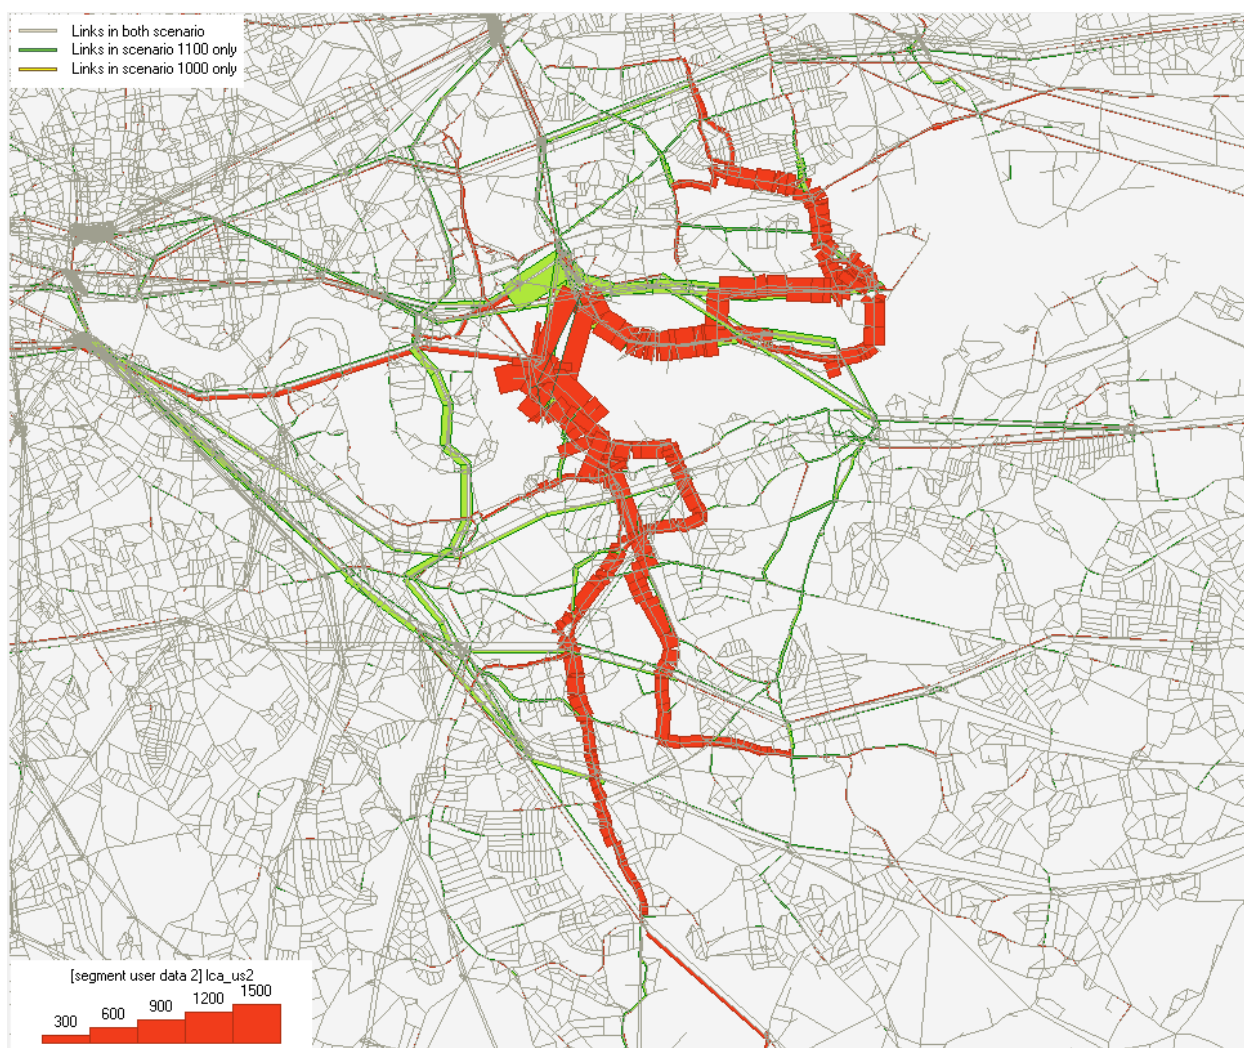 Links in both scenario
Links in scenario 1100 only
Links in scenario 1000 only
[segment user data 2] lca_us2
300 600 900 1200 1500